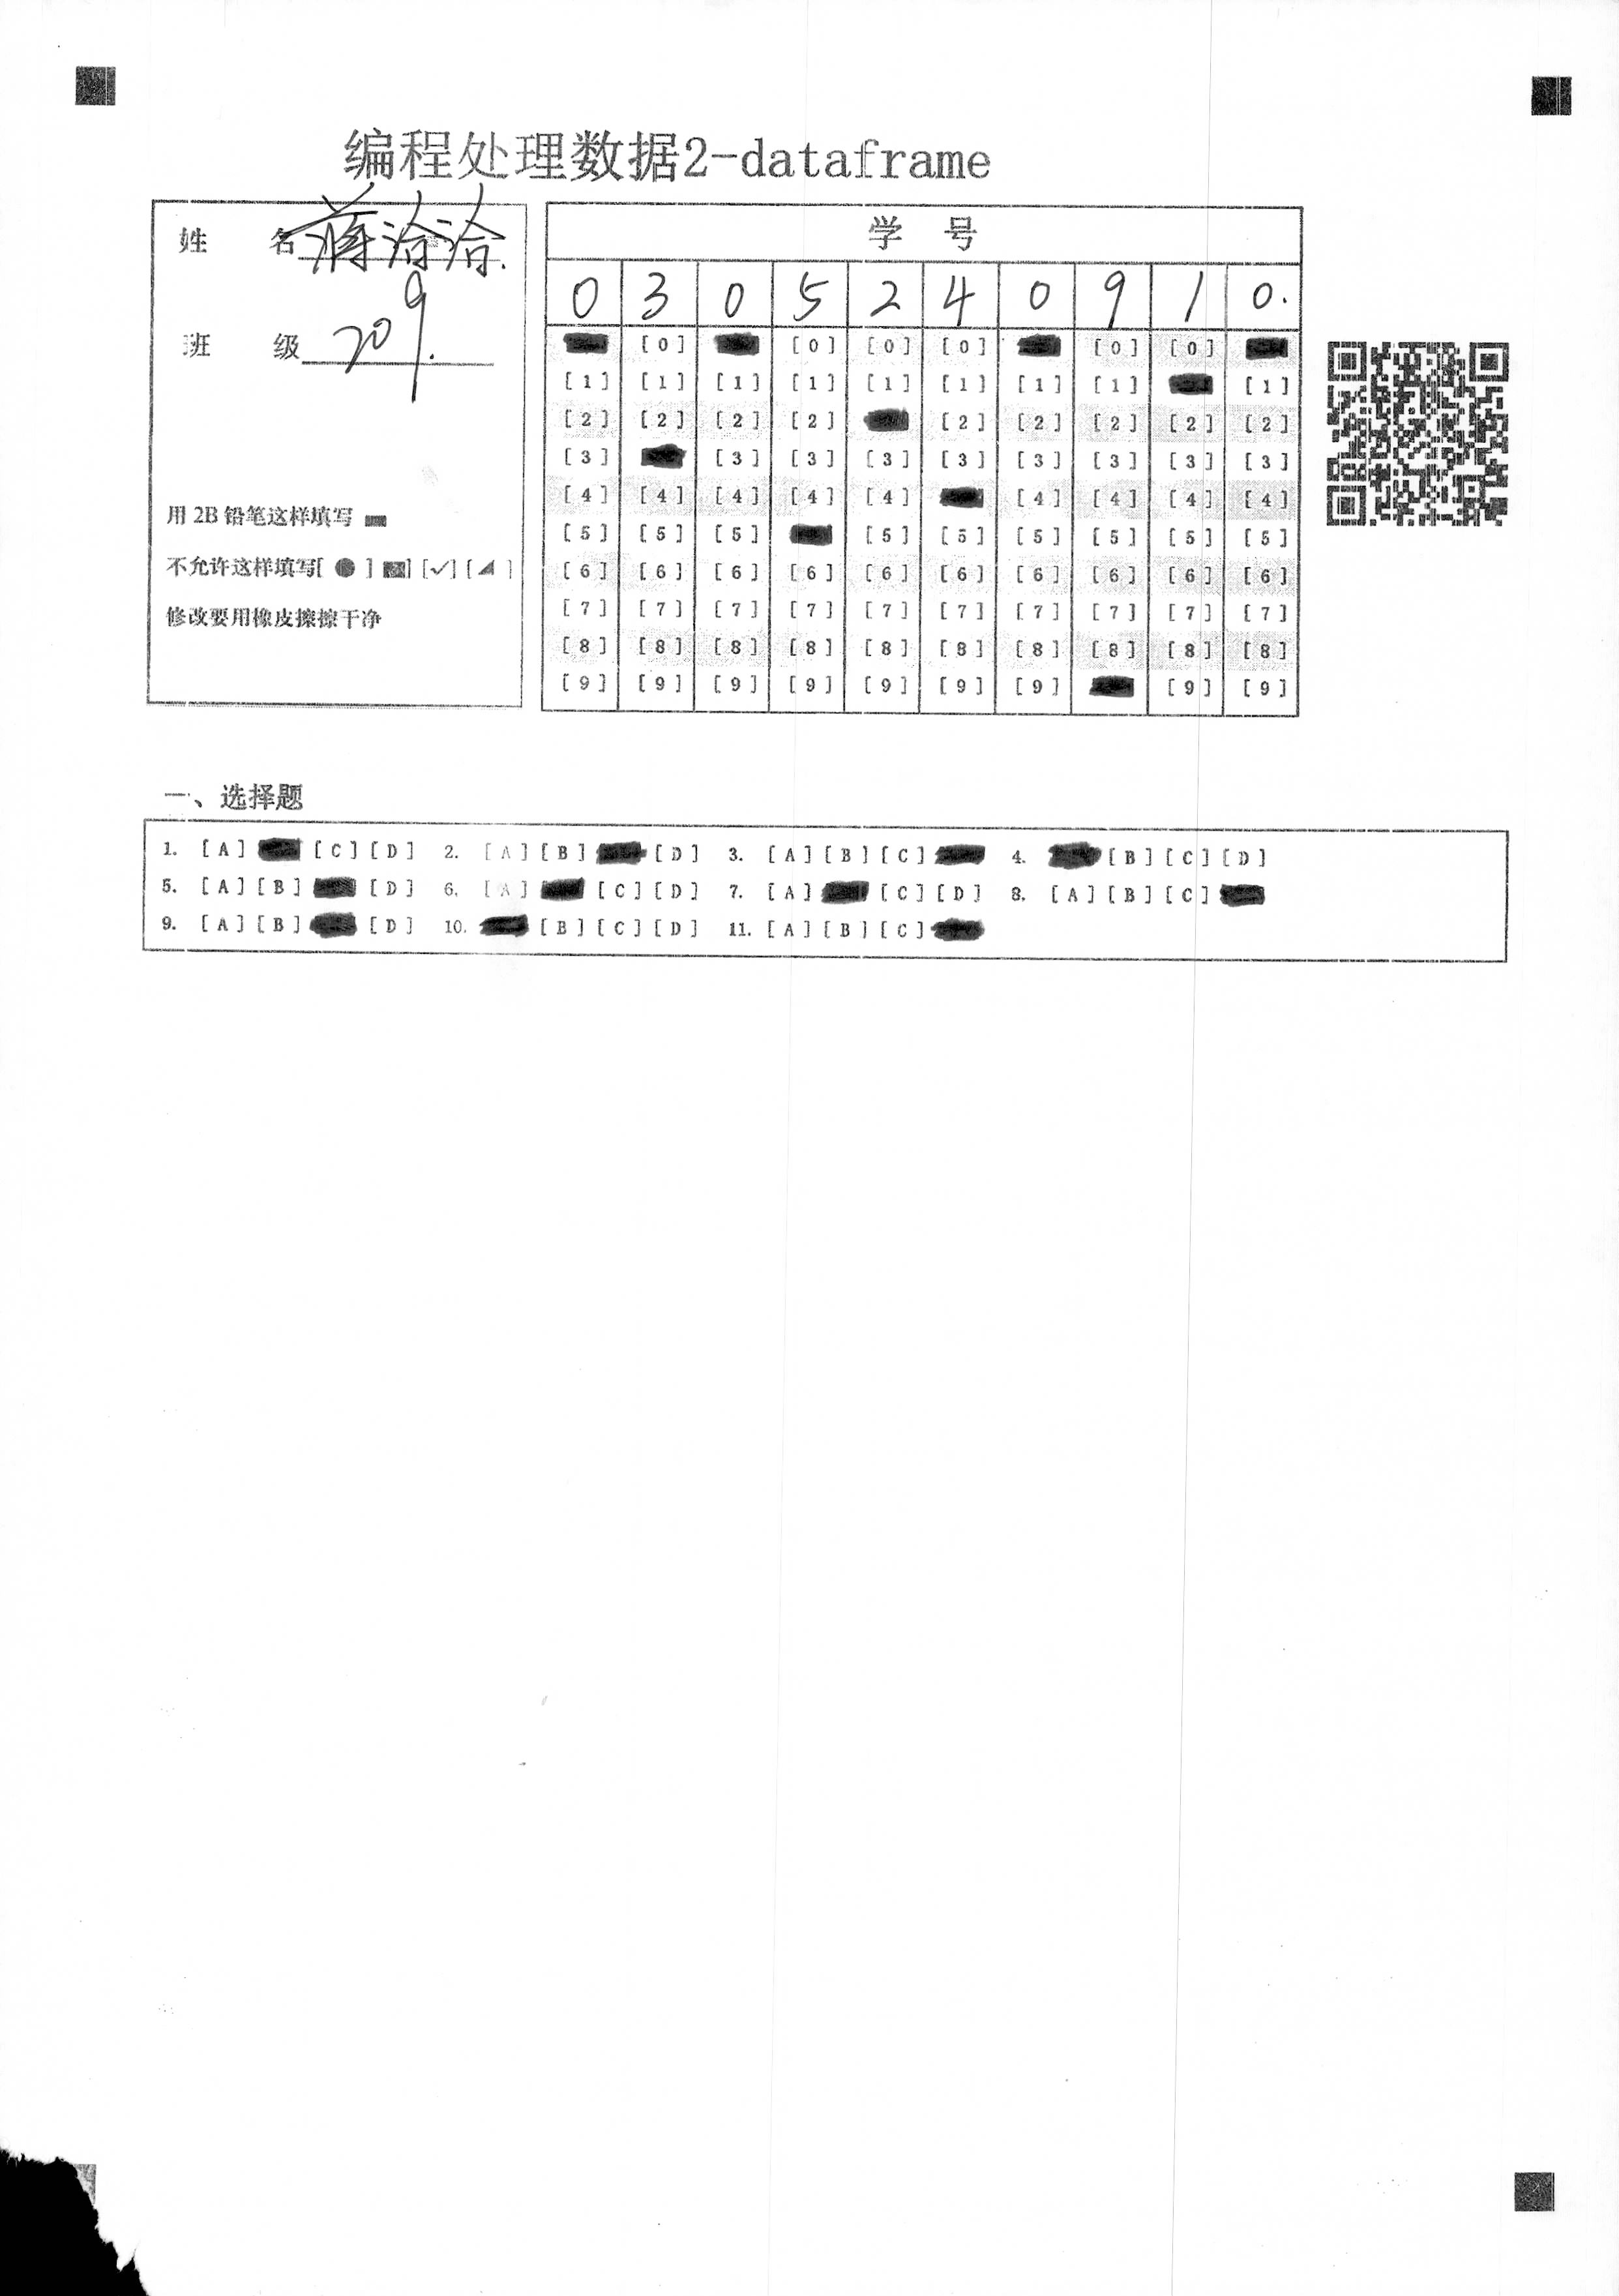 编程处理数据2-dataframe
姓 名 蒋洽洽.
班 级 209.
用 2B 铅笔这样填写
不允许这样填写[ ● ] [■] [✓] [◢ ]
修改要用橡皮擦擦干净
学 号
0 3 0 5 2 4 0 9 1 0.
[0] [0] [0] [0] [0] [0]
[1] [1] [1] [1] [1] [1] [1] [1] [1]
[2] [2] [2] [2] [2] [2] [2] [2] [2]
[3] [3] [3] [3] [3] [3] [3] [3] [3]
[4] [4] [4] [4] [4] [4] [4] [4] [4]
[5] [5] [5] [5] [5] [5] [5] [5] [5]
[6] [6] [6] [6] [6] [6] [6] [6] [6] [6]
[7] [7] [7] [7] [7] [7] [7] [7] [7] [7]
[8] [8] [8] [8] [8] [8] [8] [8] [8] [8]
[9] [9] [9] [9] [9] [9] [9] [9] [9]
一、选择题
1. [A] [C] [D] 2. [A] [B] [D] 3. [A] [B] [C] 4. [B] [C] [D]
5. [A] [B] [D] 6. [A] [C] [D] 7. [A] [C] [D] 8. [A] [B] [C]
9. [A] [B] [D] 10. [B] [C] [D] 11. [A] [B] [C]